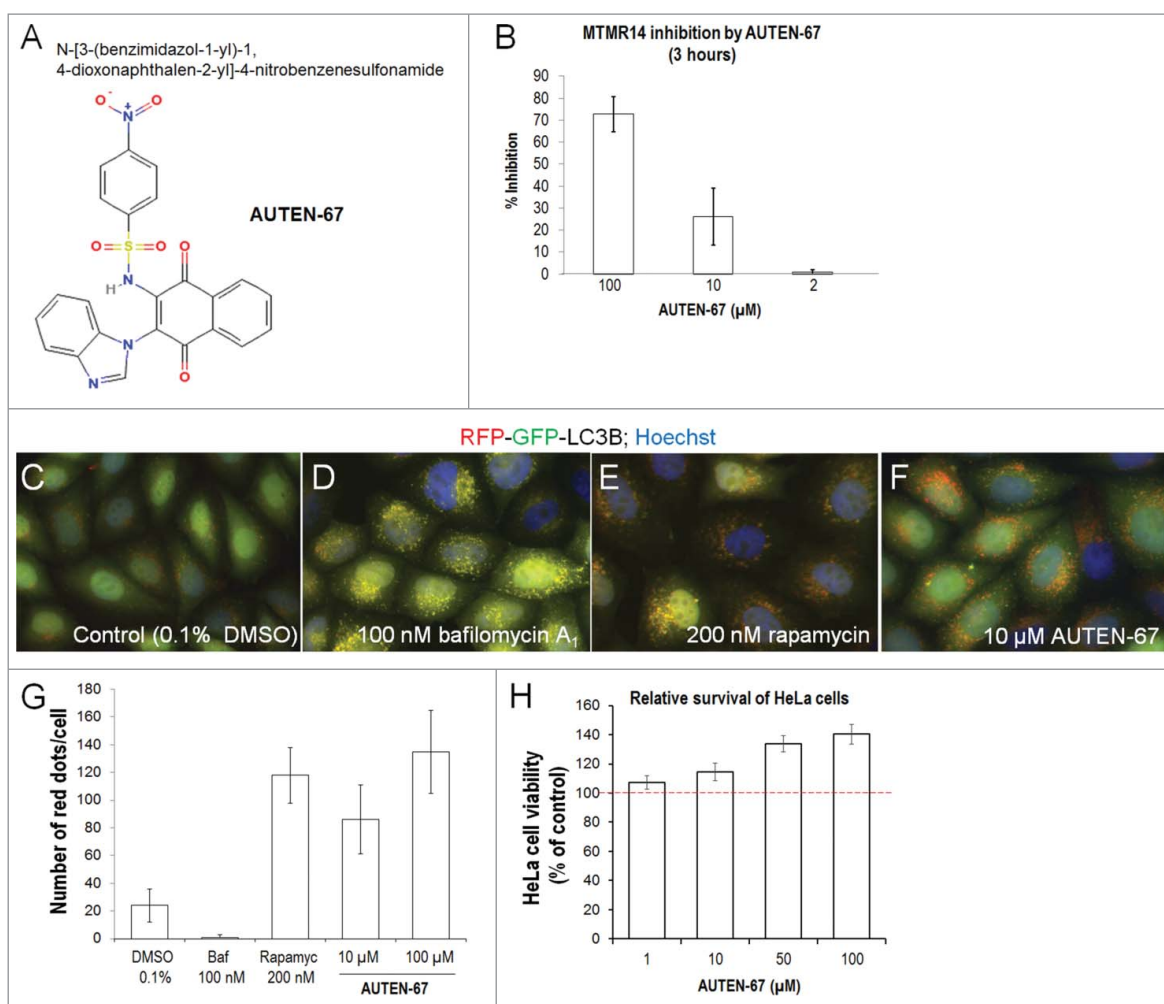 A
N-[3-(benzimidazol-1-yl)-1,
4-dioxonaphthalen-2-yl]-4-nitrobenzenesulfonamide
O - N + O
O S O O
N
H
AUTEN-67
N
N O
B
MTMR14 inhibition by AUTEN-67
(3 hours)
% Inhibition
90
80
70
60
50
40
30
20
10
0
100 10 2
AUTEN-67 (µM)
RFP-GFP-LC3B; Hoechst
C
Control (0.1% DMSO)
D
100 nM bafilomycin A1
E
200 nM rapamycin
F
10 µM AUTEN-67
G
Number of red dots/cell
180
160
140
120
100
80
60
40
20
0
DMSO Baf Rapamyc 10 µM 100 µM
0.1% 100 nM 200 nM
AUTEN-67
H
Relative survival of HeLa cells
HeLa cell viability
(% of control)
160
140
120
100
80
60
40
20
0
1 10 50 100
AUTEN-67 (µM)